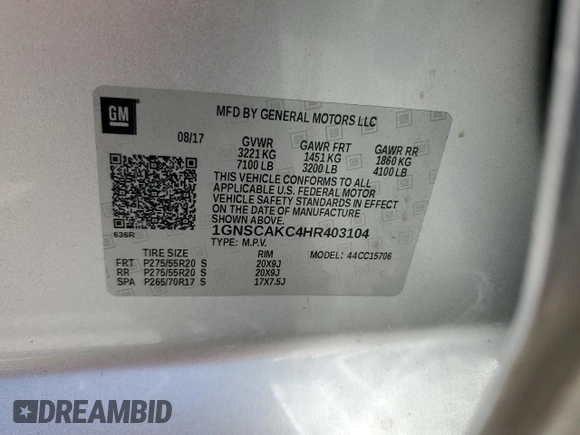 GM
MFD BY GENERAL MOTORS LLC
08/17
GVWR GAWR FRT GAWR RR
3221 KG 1451 KG 1860 KG
7100 LB 3200 LB 4100 LB
THIS VEHICLE CONFORMS TO ALL
APPLICABLE U.S. FEDERAL MOTOR
VEHICLE SAFETY STANDARDS IN EFFECT
ON THE DATE OF MANUFACTURE SHOWN ABOVE.
1GNSCAKC4HR403104
636R
TYPE: M.P.V. MODEL: 44CC15706
TIRE SIZE RIM
FRT P275/55R20 S 20X9J
RR P275/55R20 S 20X9J
SPA P265/70R17 S 17X7.5J
DREAMBID